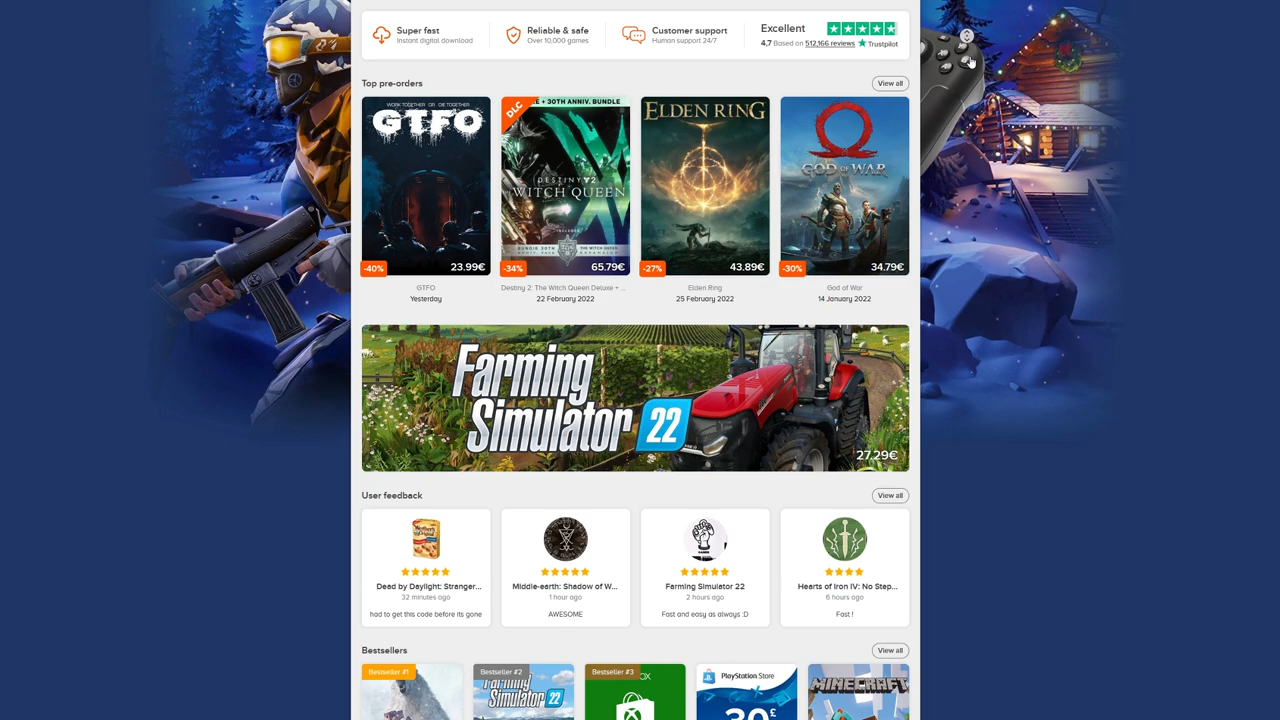 Super fast
Instant digital download
Reliable & safe
Over 10,000 games
Customer support
Human support 24/7
Excellent
4,7 Based on 512,166 reviews Trustpilot
Top pre-orders
View all
WORK TOGETHER OR DIE TOGETHER
GTFO
-40%
23.99€
GTFO
Yesterday
DLC
E + 30TH ANNIV. BUNDLE
DESTINY 2
WITCH QUEEN
INCLUDES
BUNGIE 30TH
THE WITCH QUEEN
-34%
65.79€
Destiny 2: The Witch Queen Deluxe + ...
22 February 2022
ELDEN RING
-27%
43.89€
Elden Ring
25 February 2022
GOD OF WAR
-30%
34.79€
God of War
14 January 2022
Farming
Simulator 22
27.29€
User feedback
View all
Dead by Daylight: Stranger...
32 minutes ago
had to get this code before its gone
Middle-earth: Shadow of W...
1 hour ago
AWESOME
Farming Simulator 22
2 hours ago
Fast and easy as always :D
Hearts of Iron IV: No Step...
6 hours ago
Fast !
Bestsellers
View all
Bestseller #1
Bestseller #2
Farming
Simulator 22
Bestseller #3
PlayStation Store
30£
MINECRAFT